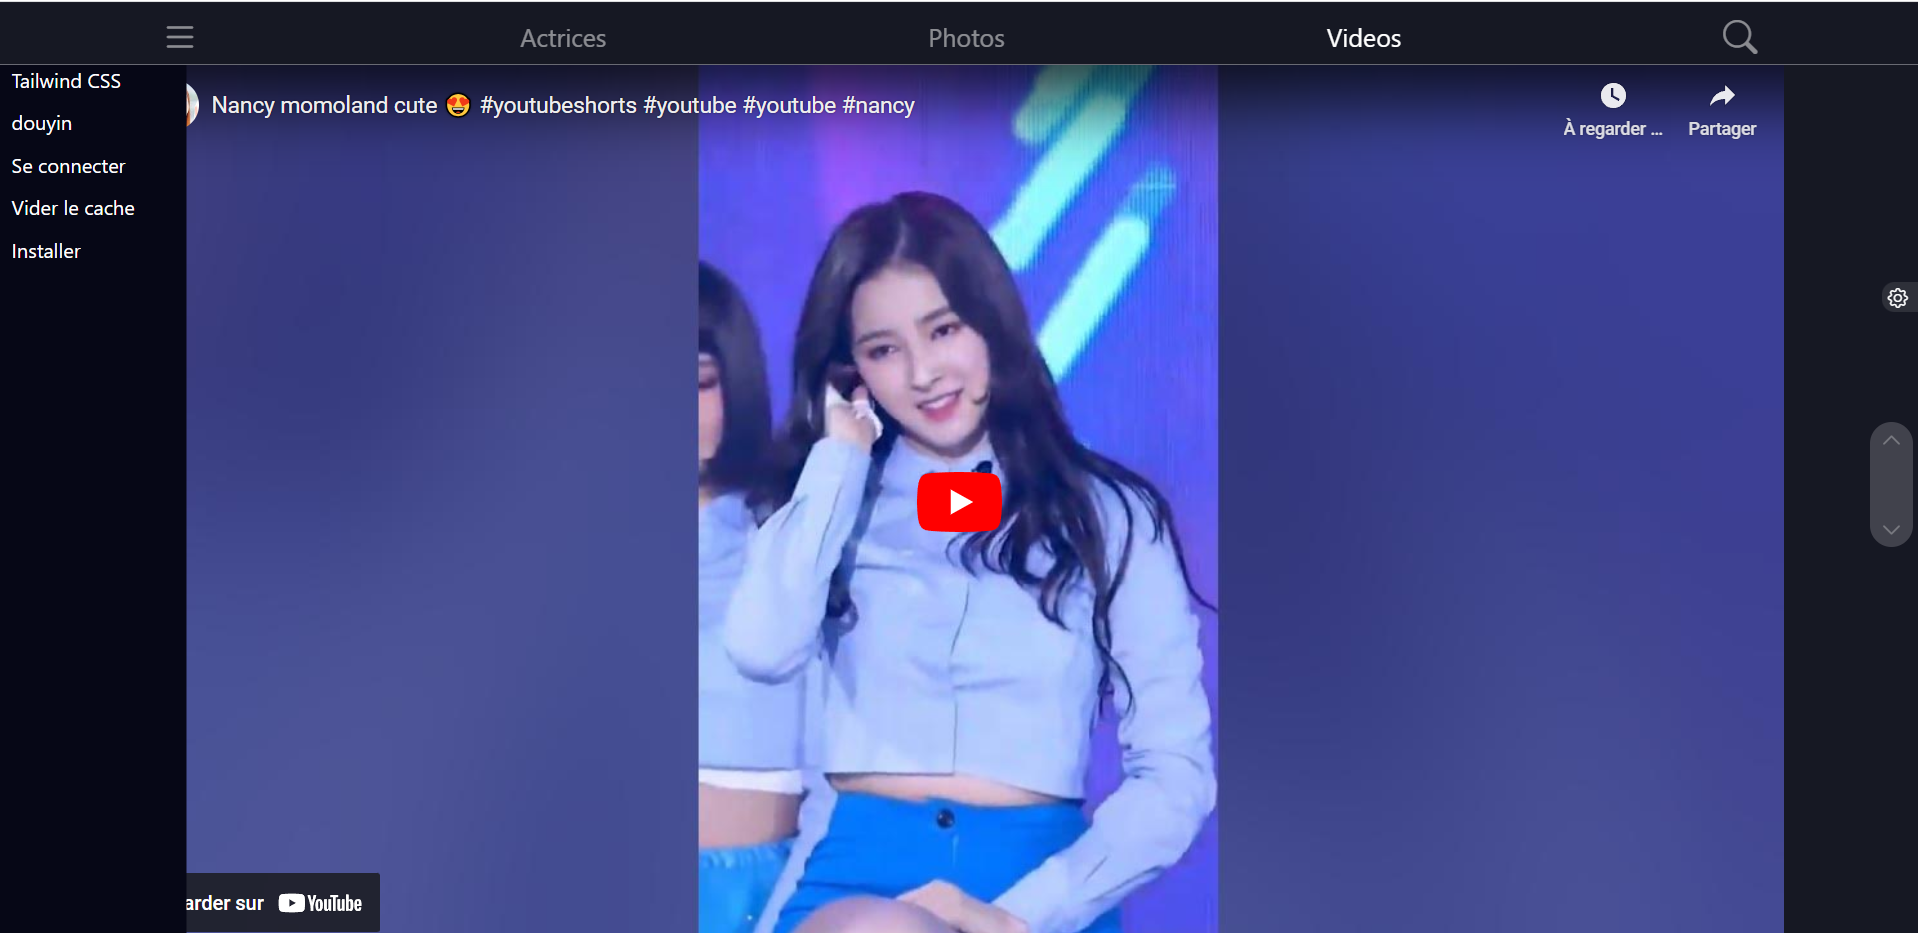 Actrices
Photos
Videos
Tailwind CSS
douyin
Se connecter
Vider le cache
Installer
Nancy momoland cute 😍 #youtubeshorts #youtube #youtube #nancy
À regarder ...
Partager
arder sur YouTube